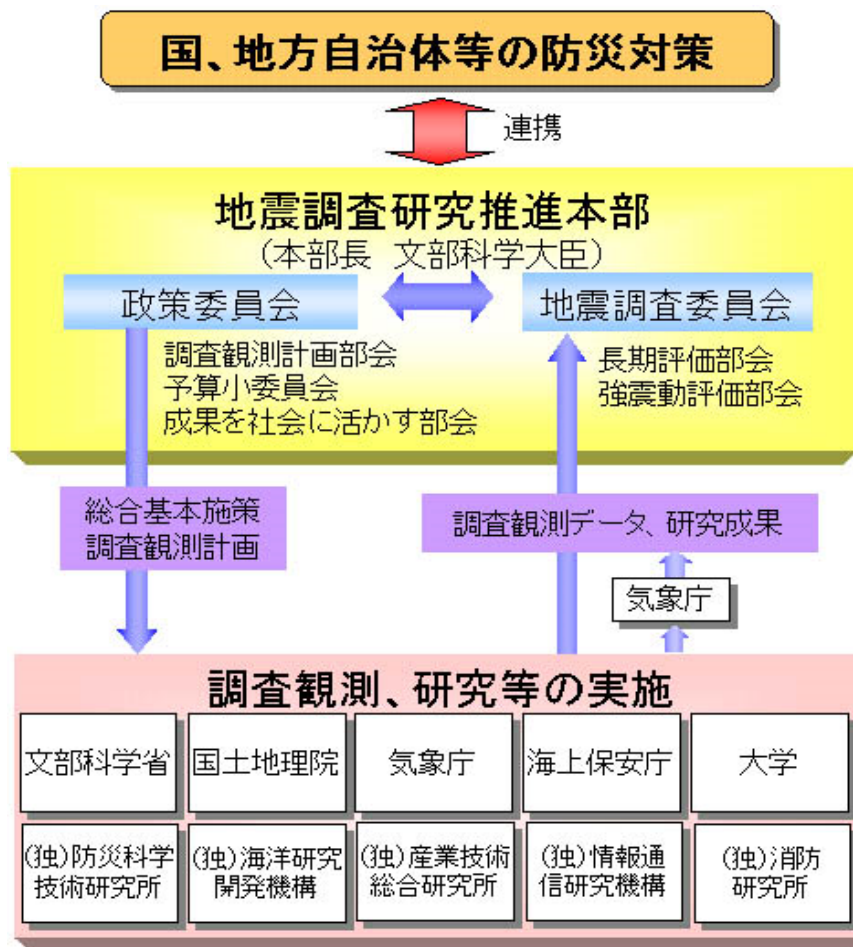 国、地方自治体等の防災対策
連携
地震調査研究推進本部
（本部長　文部科学大臣）
政策委員会
地震調査委員会
調査観測計画部会
予算小委員会
成果を社会に活かす部会
長期評価部会
強震動評価部会
総合基本施策
調査観測計画
調査観測データ、研究成果
気象庁
調査観測、研究等の実施
文部科学省
国土地理院
気象庁
海上保安庁
大学
(独)防災科学
技術研究所
(独)海洋研究
開発機構
(独)産業技術
総合研究所
(独)情報通
信研究機構
(独)消防
研究所